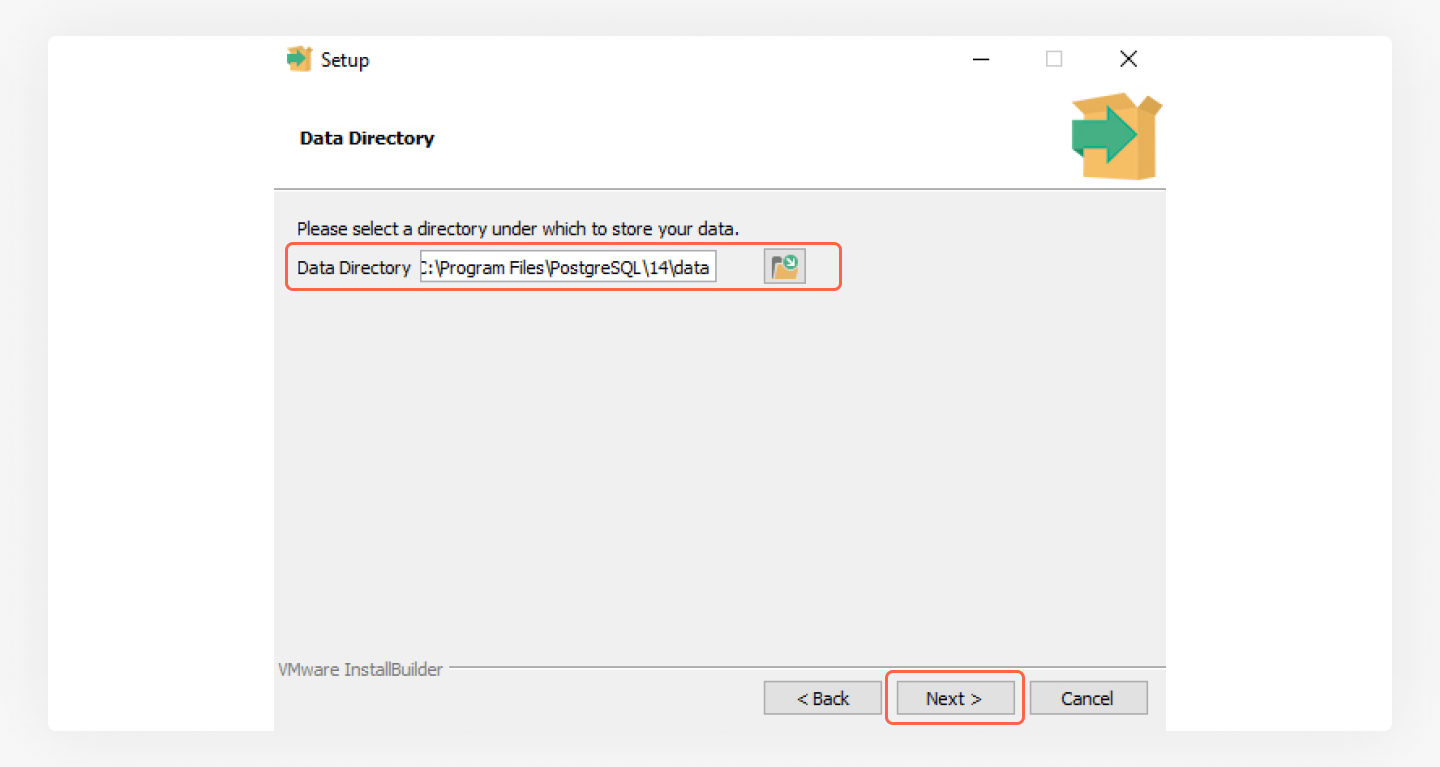 Setup
Data Directory
Please select a directory under which to store your data.
Data Directory C:\Program Files\PostgreSQL\14\data
VMware InstallBuilder
< Back Next > Cancel